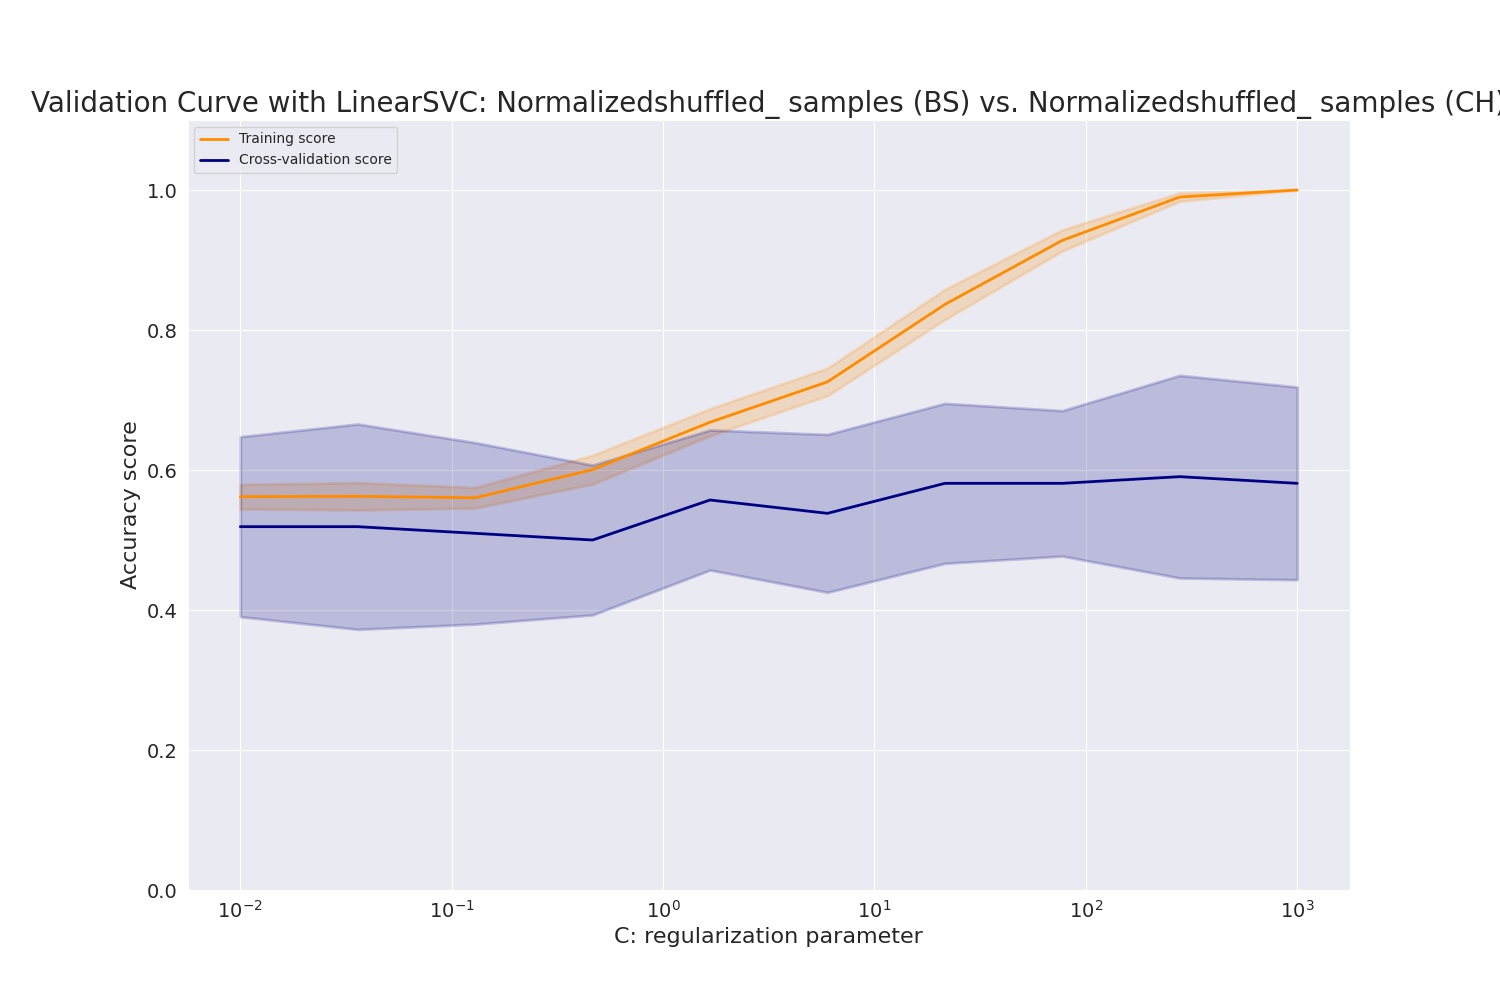 Validation Curve with LinearSVC: Normalizedshuffled_ samples (BS) vs. Normalizedshuffled_ samples (CH)
Training score
Cross-validation score
1.0
0.8
0.6
0.4
0.2
0.0
Accuracy score
10⁻² 10⁻¹ 10⁰ 10¹ 10² 10³
C: regularization parameter